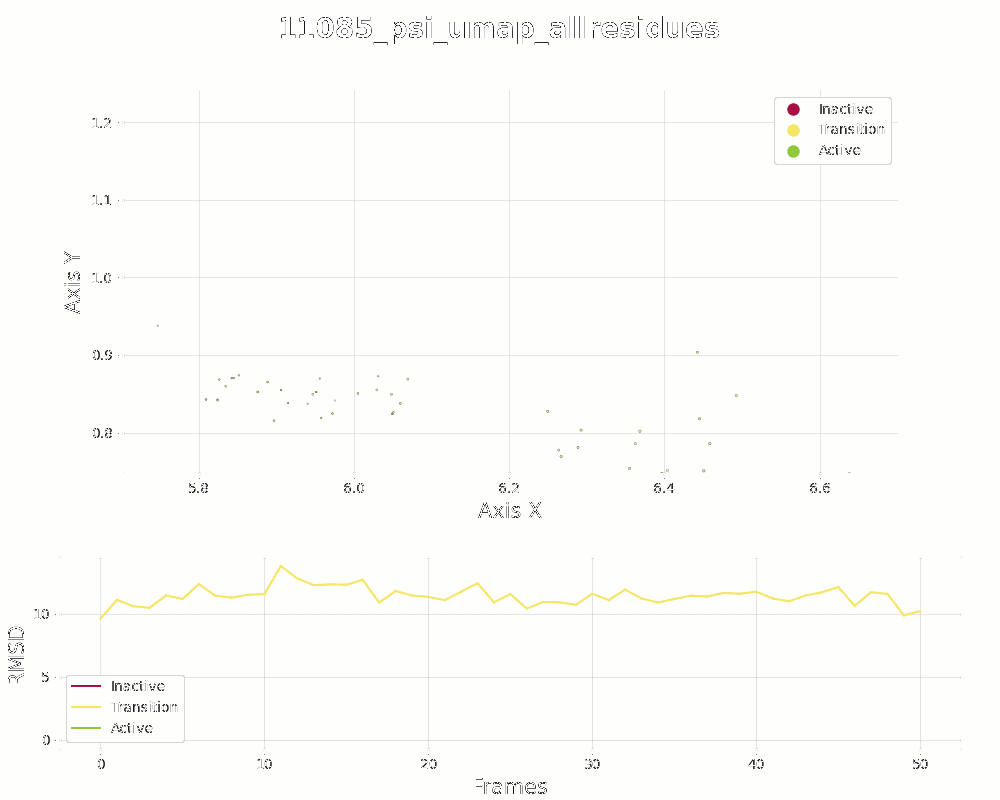 11085_psi_umap_allresidues
Inactive
Transition
Active
1.2
1.1
1.0
0.9
0.8
Axis Y
5.8 6.0 6.2 6.4 6.6
Axis X
10
5
0
RMSD
Inactive
Transition
Active
0 10 20 30 40 50
Frames